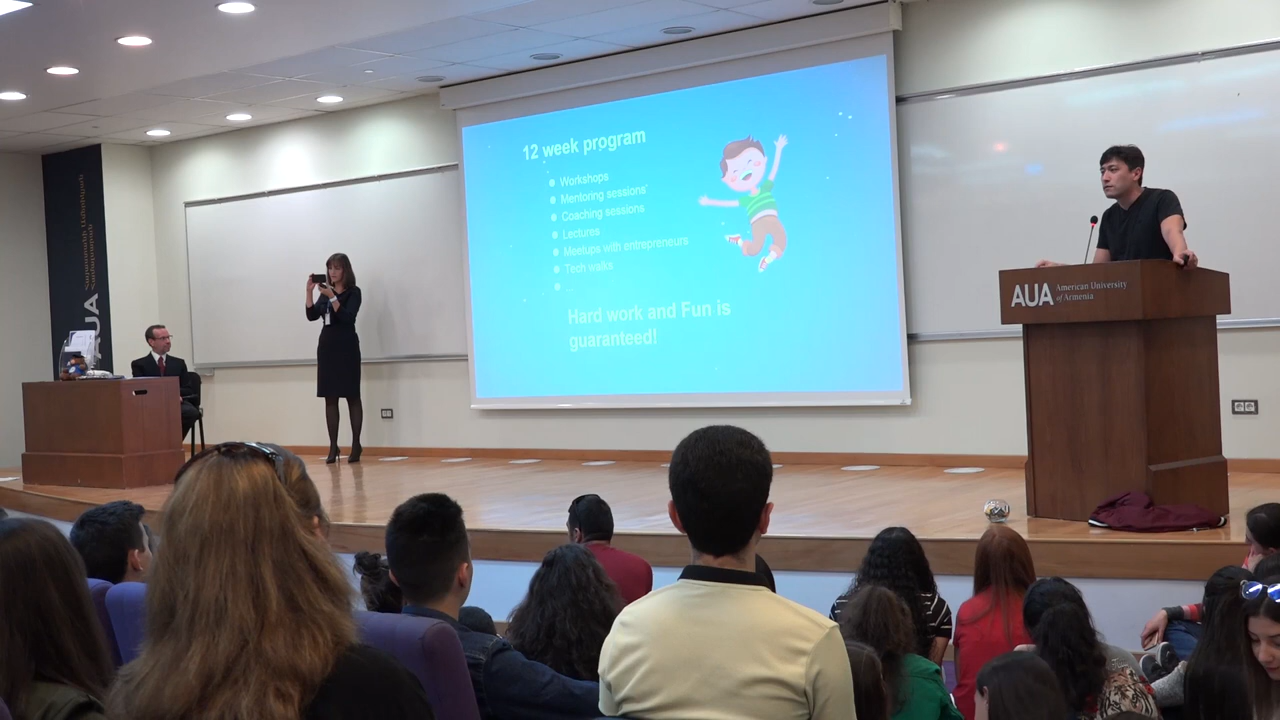 12 week program
Workshops
Mentoring sessions
Coaching sessions
Lectures
Meetups with entrepreneurs
Tech walks
...
Hard work and Fun is
guaranteed!
AUA American University
of Armenia
AUA